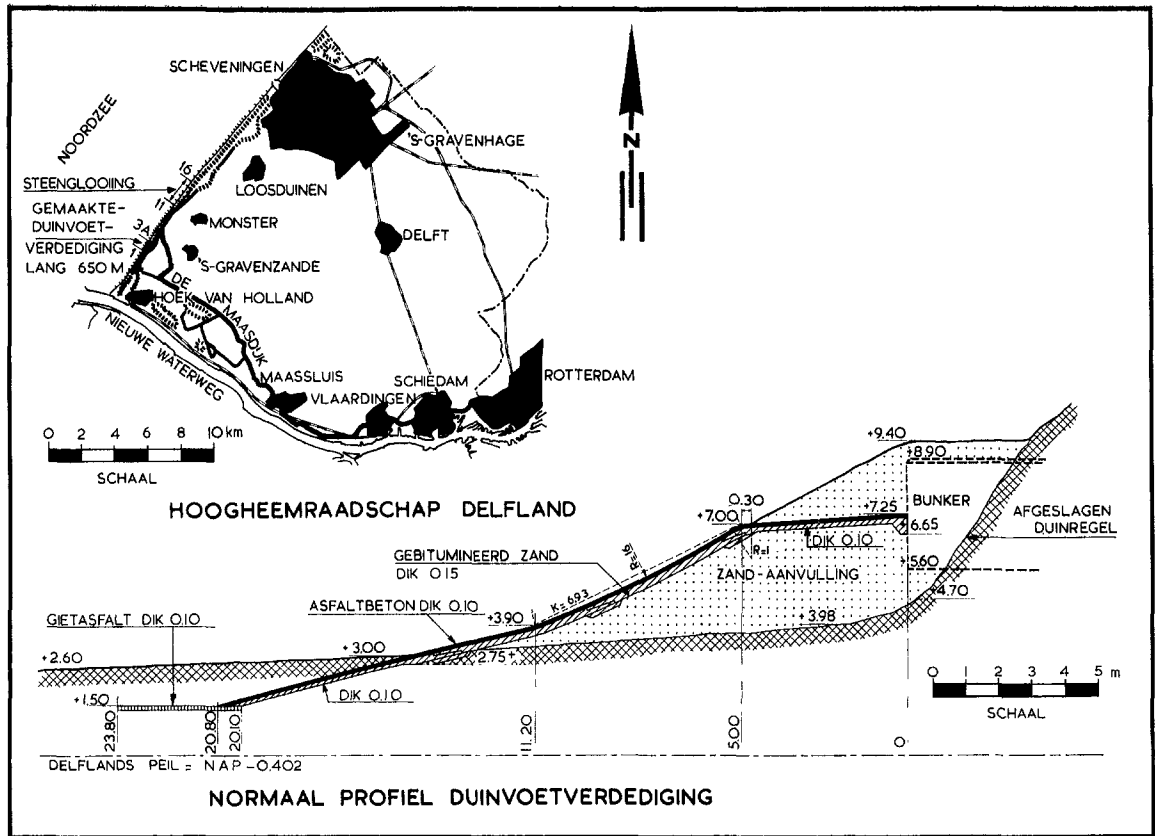 SCHEVENINGEN
NOORDZEE
'S-GRAVENHAGE
STEENGLOOIING
16
11
LOOSDUINEN
GEMAAKTE-
DUINVOET-
VERDEDIGING
LANG 650 M
3A
1
MONSTER
DELFT
'S-GRAVENZANDE
HOEK VAN HOLLAND
DE MAASDIJK
NIEUWE WATERWEG
MAASSLUIS
VLAARDINGEN
SCHIEDAM
ROTTERDAM
N
0 2 4 6 8 10 km
SCHAAL
HOOGHEEMRAADSCHAP DELFLAND
+9.40
+8.90
0.30
+7.00
+7.25
BUNKER
6.65
AFGESLAGEN
DUINREGEL
R=1
DIK 0.10
R=16
GEBITUMINEERD ZAND
DIK 0.15
ZAND-AANVULLING
+5.60
+4.70
K=6.93
ASFALTBETON DIK 0.10
+3.90
+3.98
GIETASFALT DIK 0.10
+3.00
2.75+
+2.60
+1.50
DIK 0.10
0 1 2 3 4 5 m
SCHAAL
23.80
20.80
20.10
11.20
5.00
0
DELFLANDS PEIL = NAP -0.402
NORMAAL PROFIEL DUINVOETVERDEDIGING